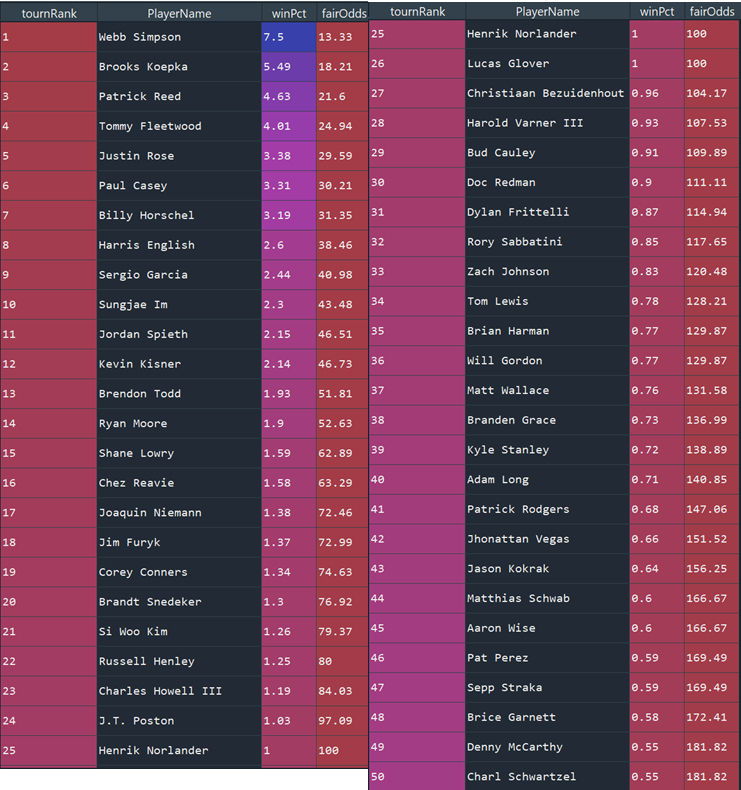 tournRank PlayerName winPct fairOdds
1 Webb Simpson 7.5 13.33
2 Brooks Koepka 5.49 18.21
3 Patrick Reed 4.63 21.6
4 Tommy Fleetwood 4.01 24.94
5 Justin Rose 3.38 29.59
6 Paul Casey 3.31 30.21
7 Billy Horschel 3.19 31.35
8 Harris English 2.6 38.46
9 Sergio Garcia 2.44 40.98
10 Sungjae Im 2.3 43.48
11 Jordan Spieth 2.15 46.51
12 Kevin Kisner 2.14 46.73
13 Brendon Todd 1.93 51.81
14 Ryan Moore 1.9 52.63
15 Shane Lowry 1.59 62.89
16 Chez Reavie 1.58 63.29
17 Joaquin Niemann 1.38 72.46
18 Jim Furyk 1.37 72.99
19 Corey Conners 1.34 74.63
20 Brandt Snedeker 1.3 76.92
21 Si Woo Kim 1.26 79.37
22 Russell Henley 1.25 80
23 Charles Howell III 1.19 84.03
24 J.T. Poston 1.03 97.09
25 Henrik Norlander 1 100
tournRank PlayerName winPct fairOdds
25 Henrik Norlander 1 100
26 Lucas Glover 1 100
27 Christiaan Bezuidenhout 0.96 104.17
28 Harold Varner III 0.93 107.53
29 Bud Cauley 0.91 109.89
30 Doc Redman 0.9 111.11
31 Dylan Frittelli 0.87 114.94
32 Rory Sabbatini 0.85 117.65
33 Zach Johnson 0.83 120.48
34 Tom Lewis 0.78 128.21
35 Brian Harman 0.77 129.87
36 Will Gordon 0.77 129.87
37 Matt Wallace 0.76 131.58
38 Branden Grace 0.73 136.99
39 Kyle Stanley 0.72 138.89
40 Adam Long 0.71 140.85
41 Patrick Rodgers 0.68 147.06
42 Jhonattan Vegas 0.66 151.52
43 Jason Kokrak 0.64 156.25
44 Matthias Schwab 0.6 166.67
45 Aaron Wise 0.6 166.67
46 Pat Perez 0.59 169.49
47 Sepp Straka 0.59 169.49
48 Brice Garnett 0.58 172.41
49 Denny McCarthy 0.55 181.82
50 Charl Schwartzel 0.55 181.82